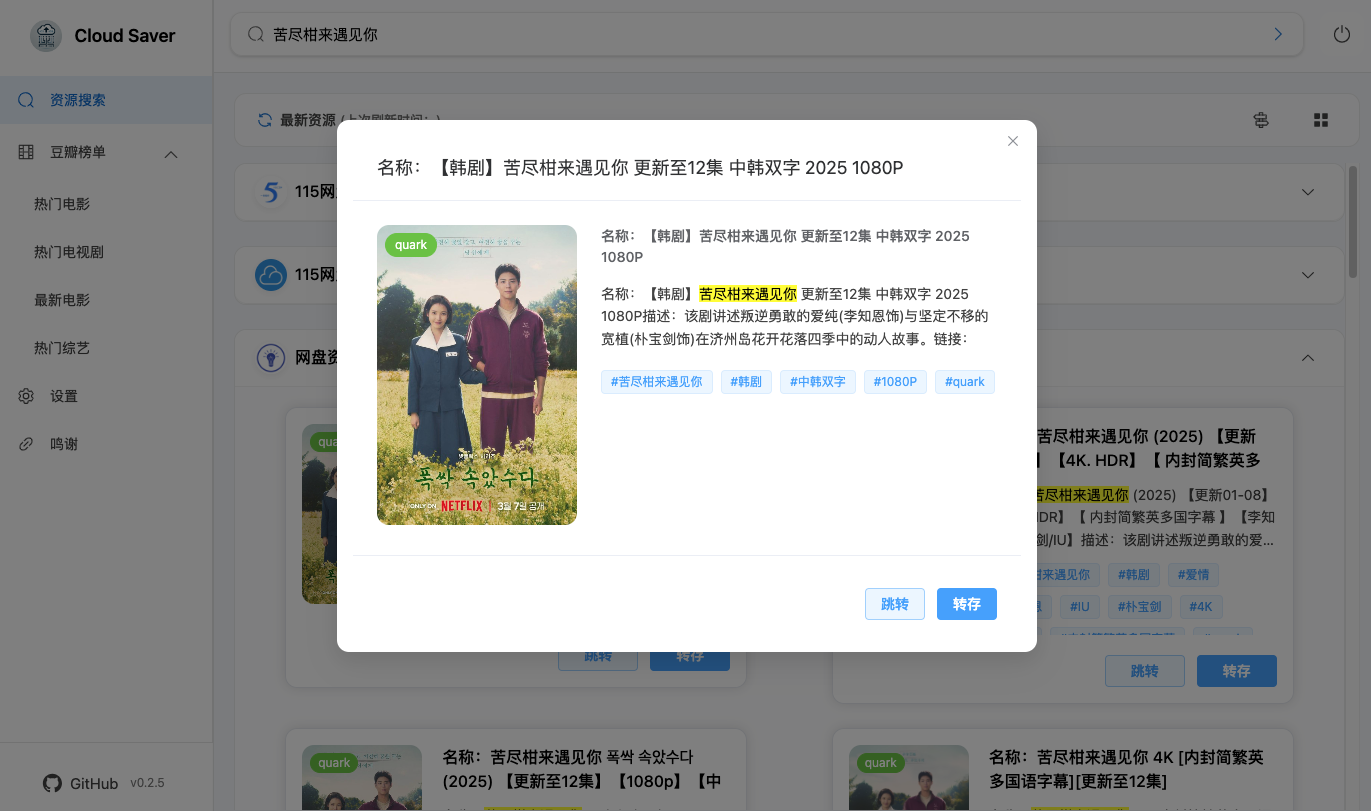 Cloud Saver
苦尽柑来遇见你
资源搜索
豆瓣榜单
热门电影
热门电视剧
最新电影
热门综艺
设置
鸣谢
GitHub v0.2.5
最新资源 (上次刷新时间：)
115网
115网
网盘资
名称：【韩剧】苦尽柑来遇见你 更新至12集 中韩双字 2025 1080P
quark
폭싹 속았수다
ONLY ON NETFLIX | 3월 7일 공개
名称：【韩剧】苦尽柑来遇见你 更新至12集 中韩双字 2025
1080P
名称：【韩剧】苦尽柑来遇见你 更新至12集 中韩双字 2025
1080P描述：该剧讲述叛逆勇敢的爱纯(李知恩饰)与坚定不移的
宽植(朴宝剑饰)在济州岛花开花落四季中的动人故事。链接：
#苦尽柑来遇见你 #韩剧 #中韩双字 #1080P #quark
跳转 转存
qua
跳转 转存
苦尽柑来遇见你 (2025) 【更新
】【4K. HDR】【 内封简繁英多
苦尽柑来遇见你 (2025) 【更新01-08】
HDR】【 内封简繁英多国字幕 】【李知
剑/IU】描述：该剧讲述叛逆勇敢的爱...
甘来遇见你 #韩剧 #爱情
恩 #IU #朴宝剑 #4K
跳转 转存
quark
名称：苦尽柑来遇见你 폭싹 속았수다
(2025) 【更新至12集】【1080p】【中
quark
名称：苦尽柑来遇见你 4K [内封简繁英
多国语字幕][更新至12集]